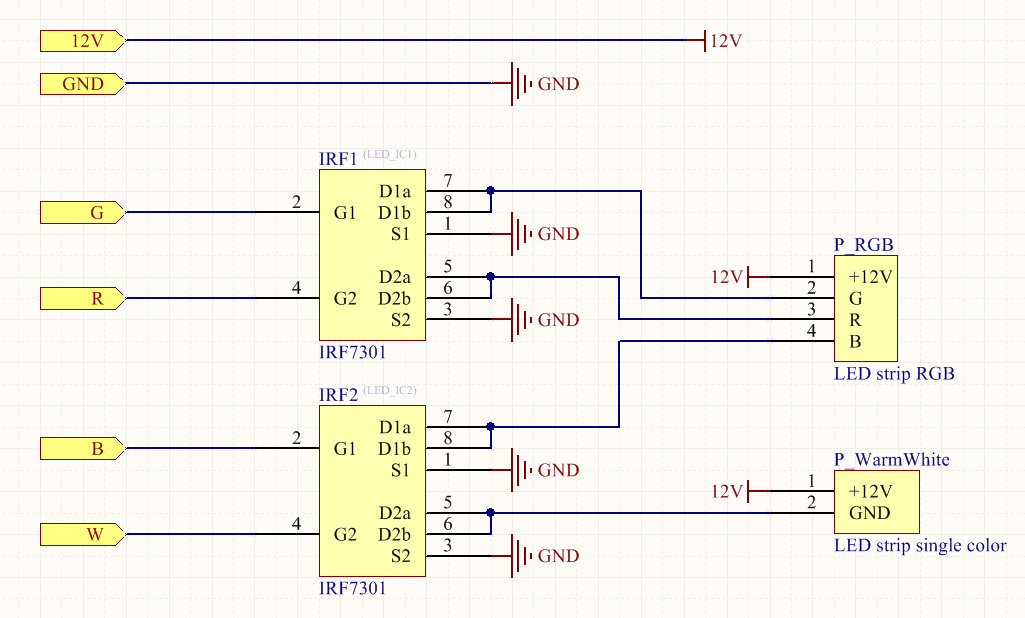 12V 12V
GND GND
IRF1 (LED_IC1)
G 2 G1 D1a 7
D1b 8
S1 1 GND
R 4 G2 D2a 5
D2b 6
S2 3 GND
IRF7301
P_RGB
12V 1 +12V
2 G
3 R
4 B
LED strip RGB
IRF2 (LED_IC2)
B 2 G1 D1a 7
D1b 8
S1 1 GND
W 4 G2 D2a 5
D2b 6
S2 3 GND
IRF7301
P_WarmWhite
12V 1 +12V
2 GND
LED strip single color